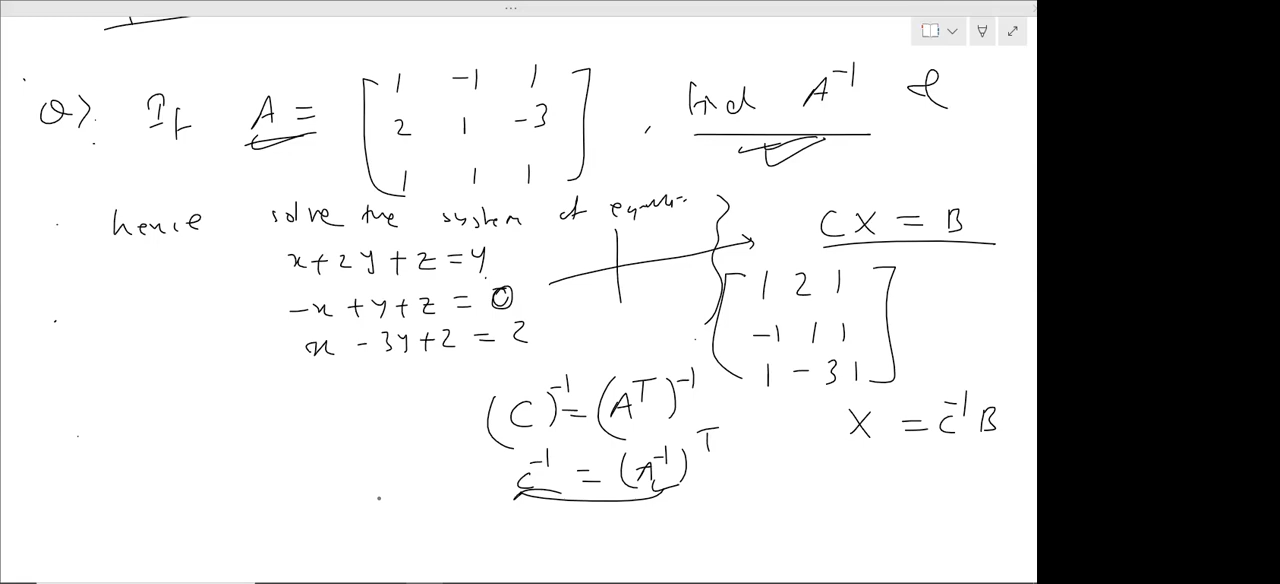 Q). If A = [ 1 -1 1
2 1 -3
1 1 1 ] , find A⁻¹ &
hence solve the system of equation
x + 2y + z = 4
-x + y + z = 0
x - 3y + z = 2
CX = B
[ 1 2 1
-1 1 1
1 -3 1 ]
(C)⁻¹ = (Aᵀ)⁻¹
C⁻¹ = (A⁻¹)ᵀ
X = C⁻¹B